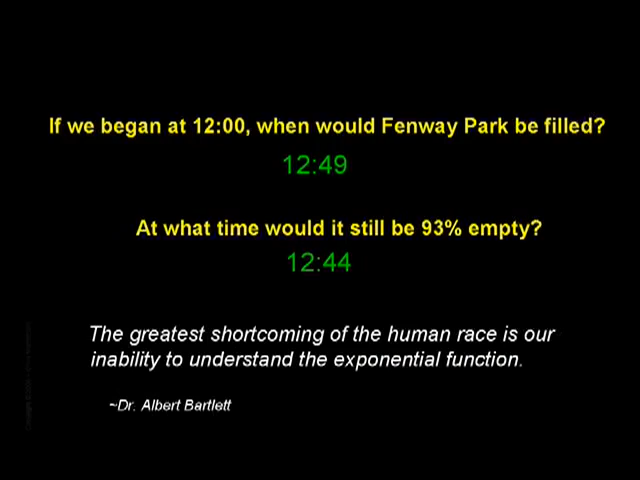 If we began at 12:00, when would Fenway Park be filled?
12:49
At what time would it still be 93% empty?
12:44
The greatest shortcoming of the human race is our
inability to understand the exponential function.
~Dr. Albert Bartlett